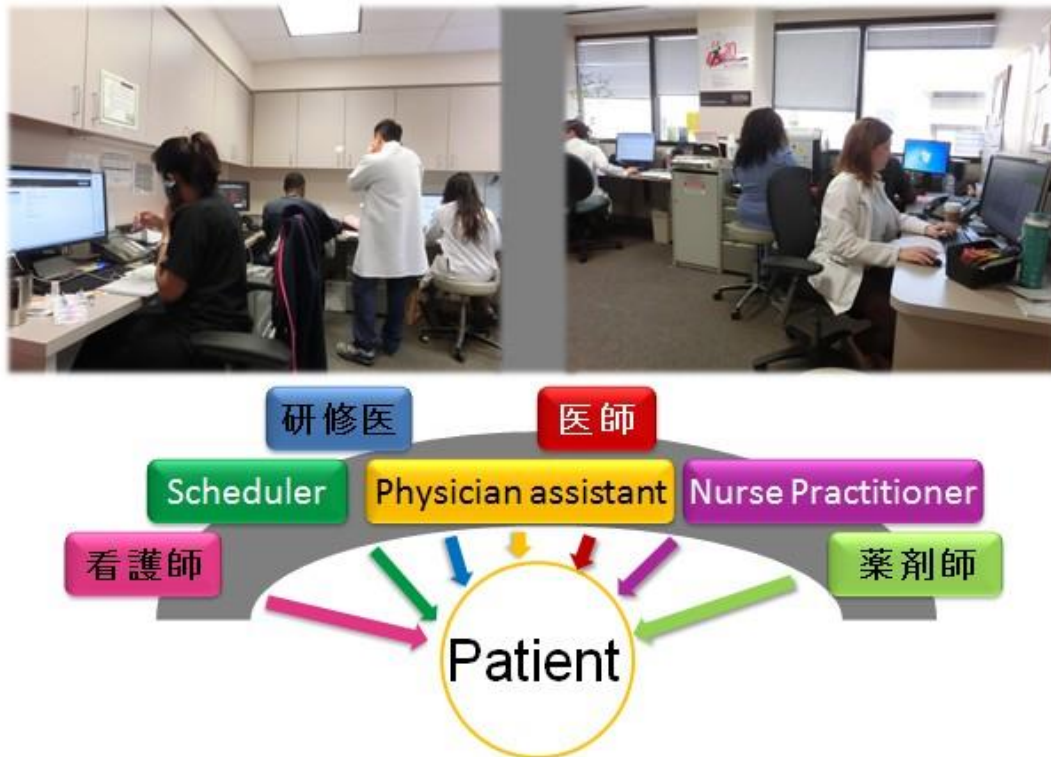 研修医
医師
Scheduler
Physician assistant
Nurse Practitioner
看護師
薬剤師
Patient